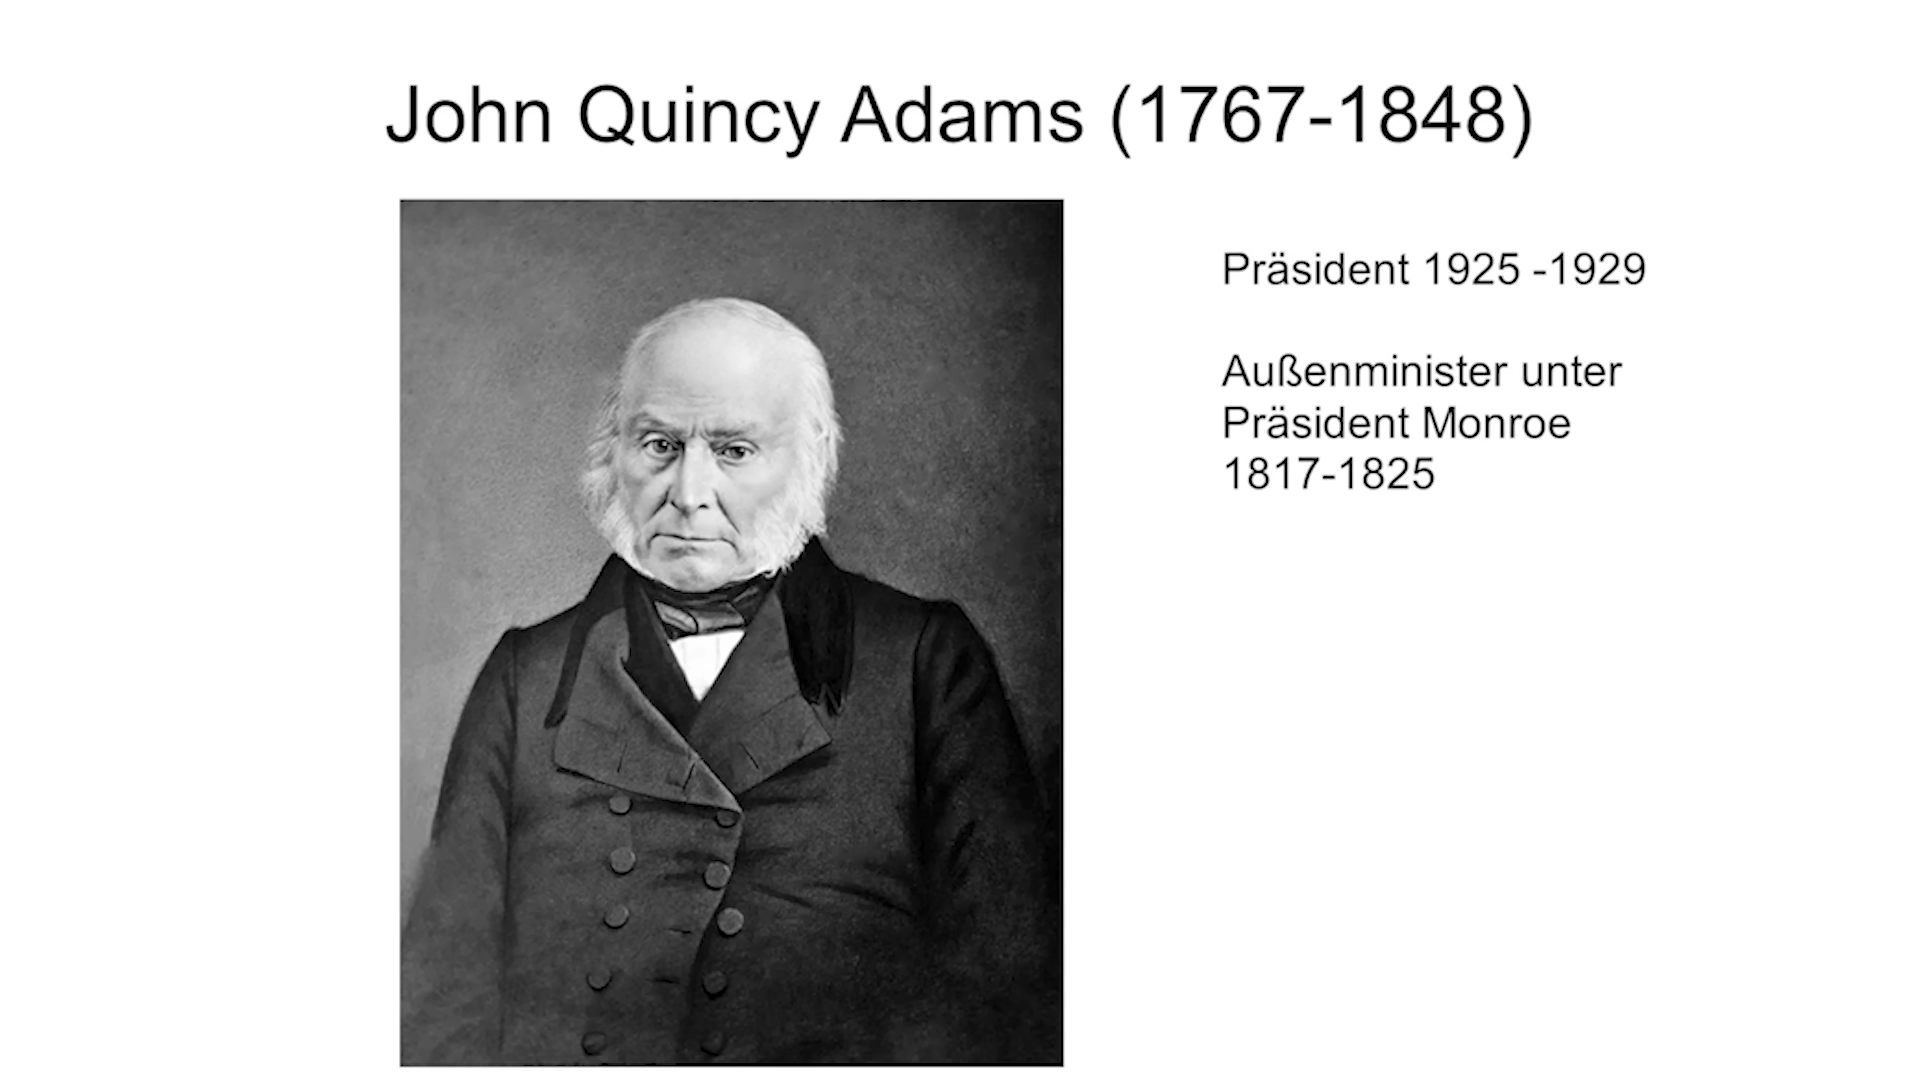 John Quincy Adams (1767-1848)
Präsident 1925 -1929
Außenminister unter
Präsident Monroe
1817-1825